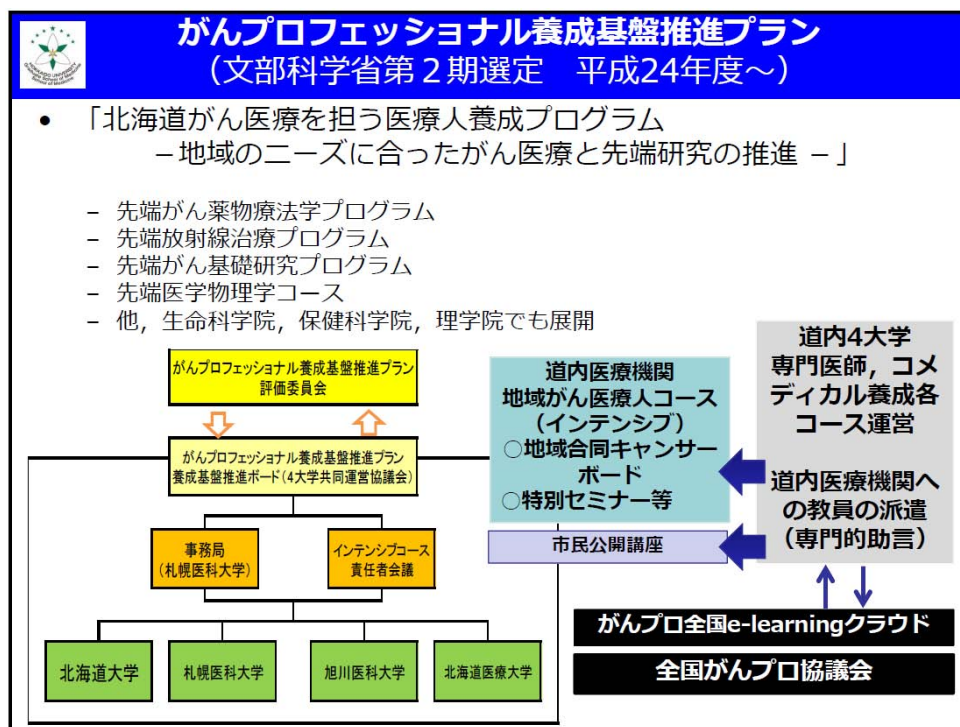 がんプロフェッショナル養成基盤推進プラン
（文部科学省第２期選定　平成24年度～）
• 「北海道がん医療を担う医療人養成プログラム
－地域のニーズに合ったがん医療と先端研究の推進 －」
– 先端がん薬物療法学プログラム
– 先端放射線治療プログラム
– 先端がん基礎研究プログラム
– 先端医学物理学コース
– 他，生命科学院，保健科学院，理学院でも展開
がんプロフェッショナル養成基盤推進プラン
評価委員会
がんプロフェッショナル養成基盤推進プラン
養成基盤推進ボード（4大学共同運営協議会）
事務局
（札幌医科大学）
インテンシブコース
責任者会議
北海道大学
札幌医科大学
旭川医科大学
北海道医療大学
道内医療機関
地域がん医療人コース
（インテンシブ）
○地域合同キャンサー
ボード
○特別セミナー等
市民公開講座
道内4大学
専門医師，コメ
ディカル養成各
コース運営
道内医療機関へ
の教員の派遣
（専門的助言）
がんプロ全国e-learningクラウド
全国がんプロ協議会